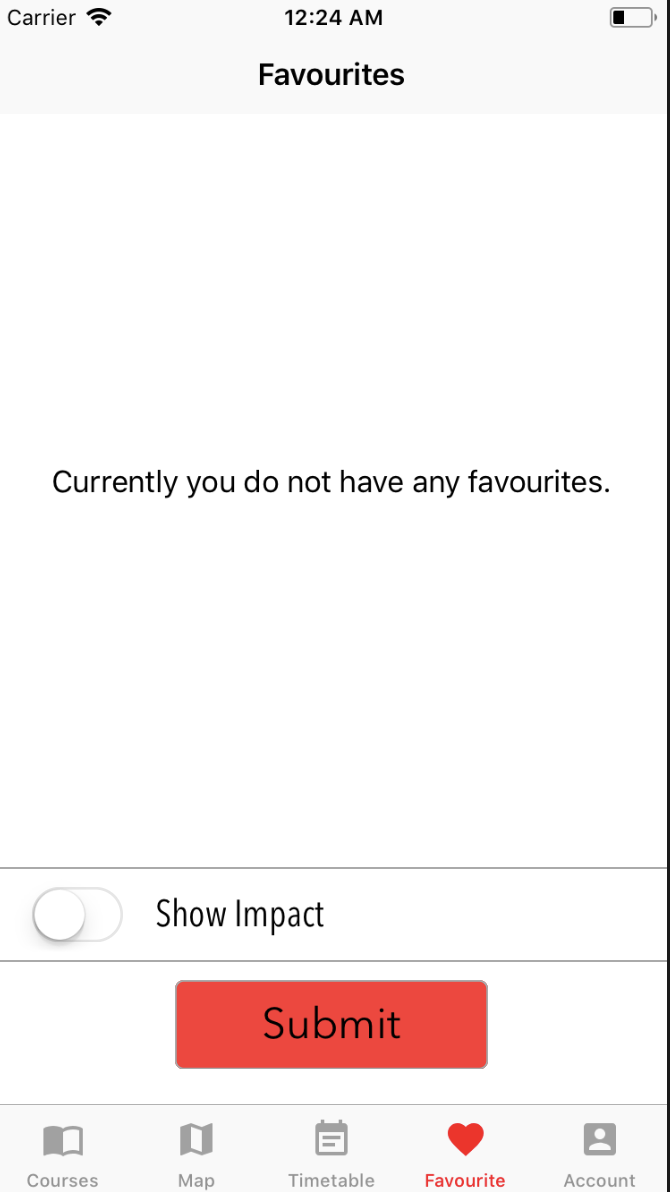 Carrier 12:24 AM
Favourites
Currently you do not have any favourites.
Show Impact
Submit
Courses Map Timetable Favourite Account